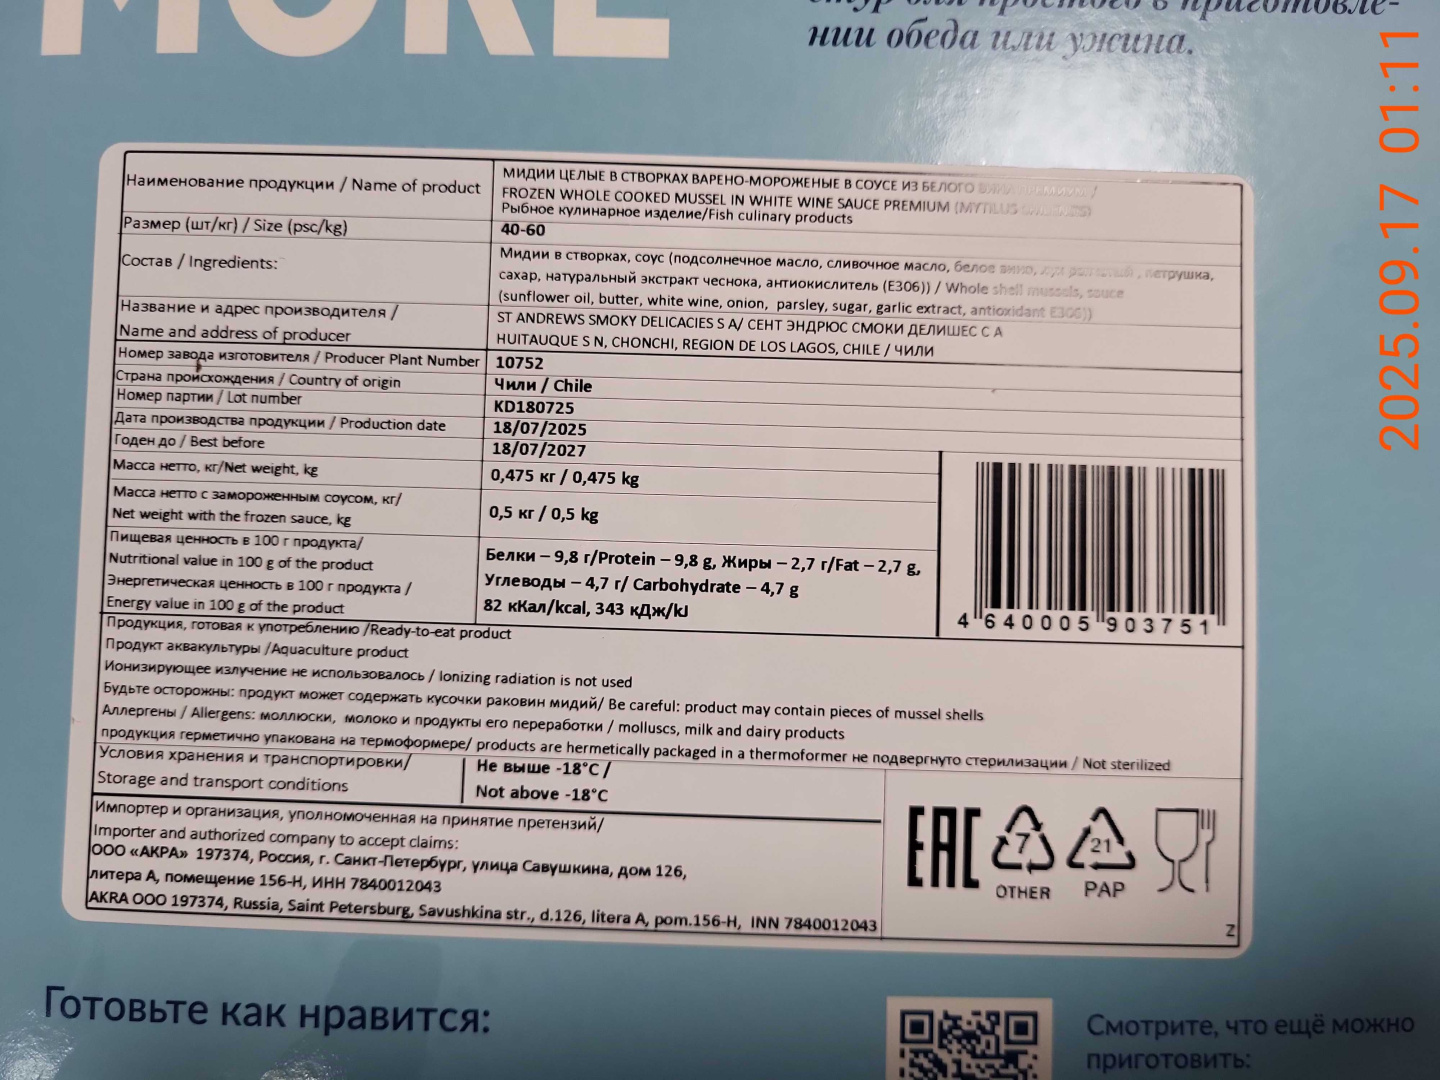 MORE
стур для простого в приготовле-
нии обеда или ужина.
2025.09.17 01:11
Наименование продукции / Name of product
МИДИИ ЦЕЛЫЕ В СТВОРКАХ ВАРЕНО-МОРОЖЕНЫЕ В СОУСЕ ИЗ БЕЛОГО
FROZEN WHOLE COOKED MUSSEL IN WHITE WINE SAUCE PREMIUM (MYTILUS
Рыбное кулинарное изделие/Fish culinary products
Размер (шт/кг) / Size (psc/kg)
40-60
Состав / Ingredients:
Мидии в створках, соус (подсолнечное масло, сливочное масло, белое вино, петрушка,
сахар, натуральный экстракт чеснока, антиокислитель (Е306)) / Whole shell mussels, sauce
(sunflower oil, butter, white wine, onion, parsley, sugar, garlic extract, antioxidant E306))
Название и адрес производителя /
Name and address of producer
ST ANDREWS SMOKY DELICACIES S A/ СЕНТ ЭНДРЮС СМОКИ ДЕЛИШЕС С А
HUITAUQUE S N, CHONCHI, REGION DE LOS LAGOS, CHILE / ЧИЛИ
Номер завода изготовителя / Producer Plant Number
10752
Страна происхождения / Country of origin
Чили / Chile
Номер партии / Lot number
KD180725
Дата производства продукции / Production date
18/07/2025
Годен до / Best before
18/07/2027
Масса нетто, кг/Net weight, kg
0,475 кг / 0,475 kg
Масса нетто с замороженным соусом, кг/
Net weight with the frozen sauce, kg
0,5 кг / 0,5 kg
Пищевая ценность в 100 г продукта/
Nutritional value in 100 g of the product
Энергетическая ценность в 100 г продукта /
Energy value in 100 g of the product
Белки – 9,8 г/Protein – 9,8 g, Жиры – 2,7 г/Fat – 2,7 g,
Углеводы – 4,7 г/ Carbohydrate – 4,7 g
82 кКал/kcal, 343 кДж/kJ
4 640005 903751
Продукция, готовая к употреблению /Ready-to-eat product
Продукт аквакультуры /Aquaculture product
Ионизирующее излучение не использовалось / Ionizing radiation is not used
Будьте осторожны: продукт может содержать кусочки раковин мидий/ Be careful: product may contain pieces of mussel shells
Аллергены / Allergens: моллюски, молоко и продукты его переработки / molluscs, milk and dairy products
продукция герметично упакована на термоформере/ products are hermetically packaged in a thermoformer не подвергнуто стерилизации / Not sterilized
Условия хранения и транспортировки/
Storage and transport conditions
Не выше -18°С /
Not above -18°C
Импортер и организация, уполномоченная на принятие претензий/
Importer and authorized company to accept claims:
ООО «АКРА» 197374, Россия, г. Санкт-Петербург, улица Савушкина, дом 126,
литера А, помещение 156-Н, ИНН 7840012043
AKRA OOO 197374, Russia, Saint Petersburg, Savushkina str., d.126, litera A, pom.156-H, INN 7840012043
EAC
7
OTHER
21
PAP
Z
Готовьте как нравится:
Смотрите, что ещё можно
приготовить: